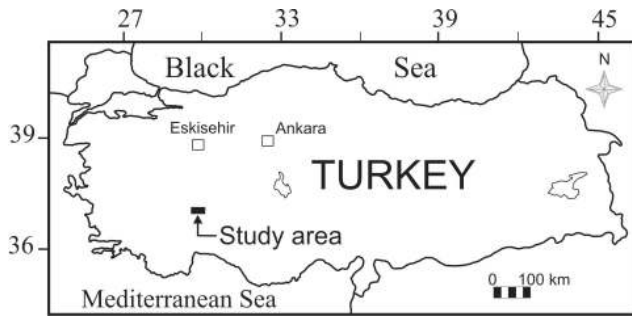 27 33 39 45
Black Sea
N
39
Eskisehir Ankara
TURKEY
Study area
36
0 100 km
Mediterranean Sea